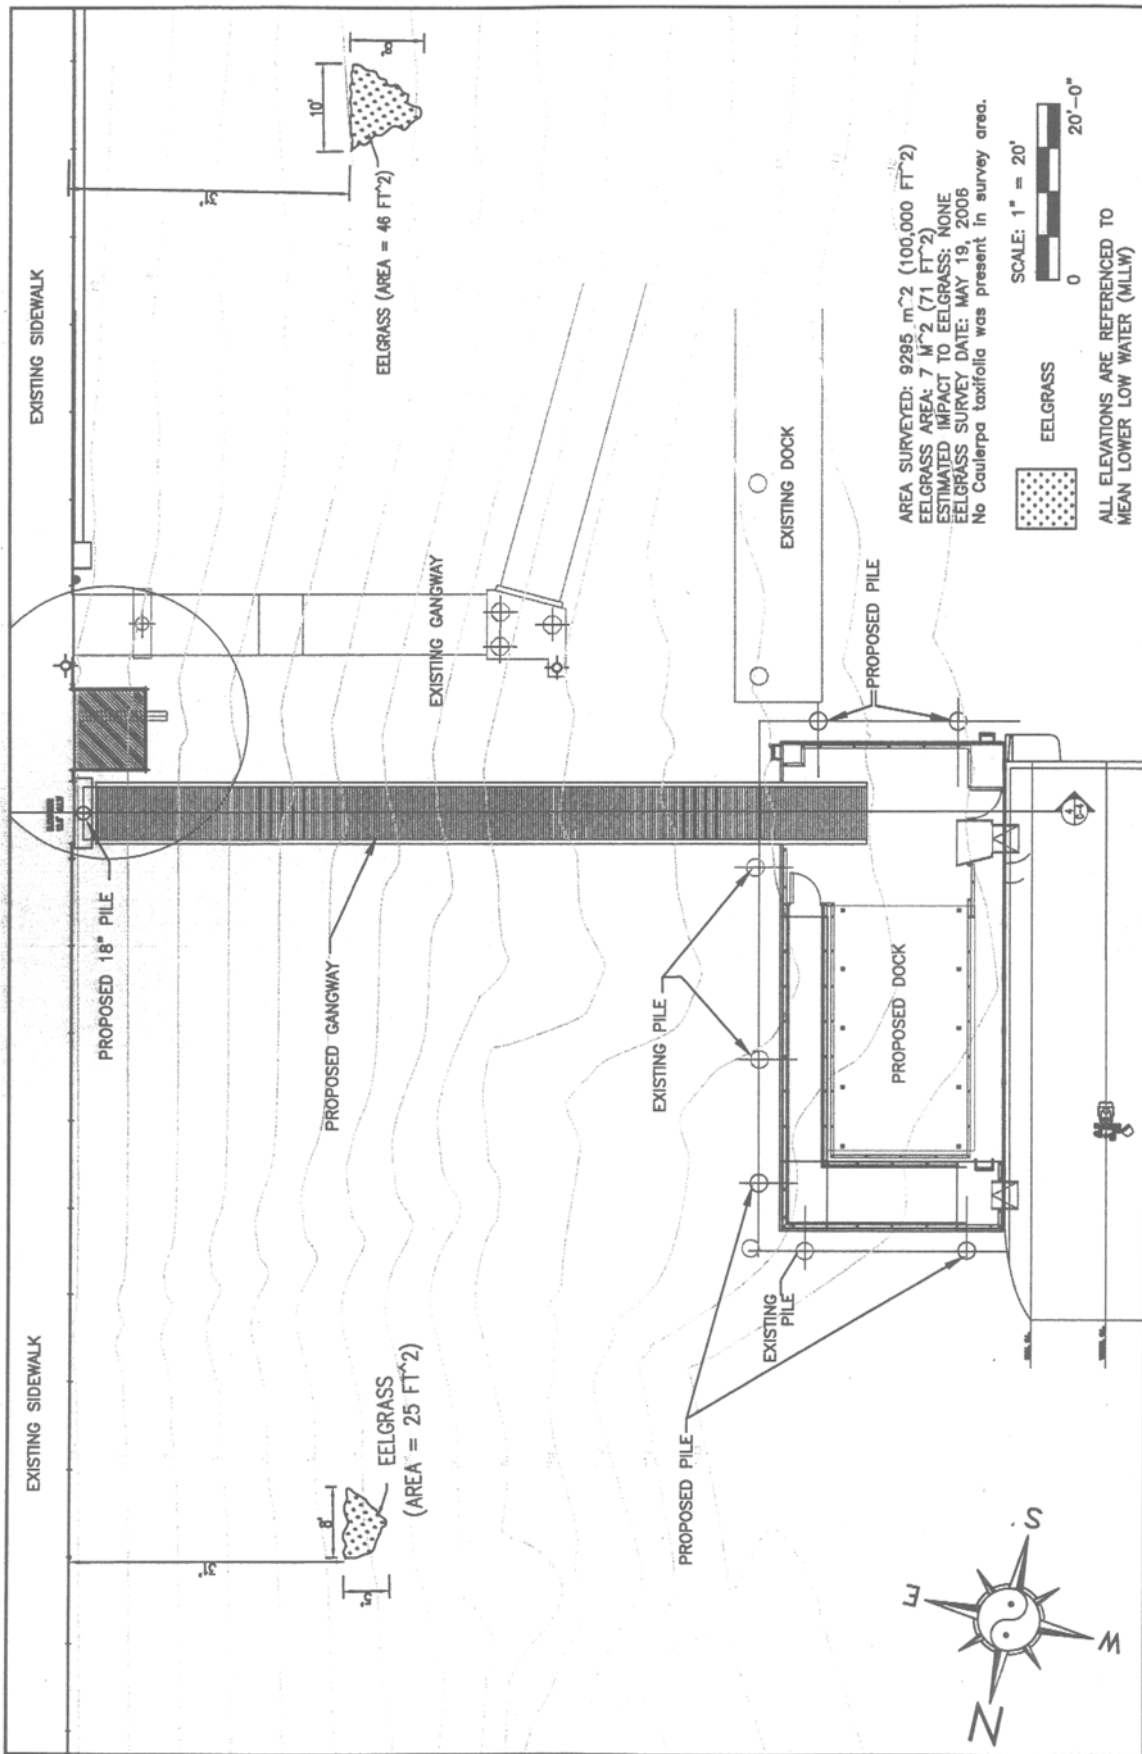 EXISTING SIDEWALK
EXISTING SIDEWALK
PROPOSED 18" PILE
PROPOSED GANGWAY
EXISTING GANGWAY
10'
8'
EELGRASS (AREA = 46 FT^2)
31'
8'
EELGRASS
(AREA = 25 FT^2)
EXISTING PILE
PROPOSED DOCK
EXISTING DOCK
PROPOSED PILE
EXISTING
PILE
PROPOSED PILE
AREA SURVEYED: 9295 m^2 (100,000 FT^2)
EELGRASS AREA: 7 M^2 (71 FT^2)
ESTIMATED IMPACT TO EELGRASS: NONE
EELGRASS SURVEY DATE: MAY 19, 2006
No Caulerpa taxifolia was present in survey area.
EELGRASS
SCALE: 1" = 20'
0
20'-0"
ALL ELEVATIONS ARE REFERENCED TO
MEAN LOWER LOW WATER (MLLW)
N
E
S
W